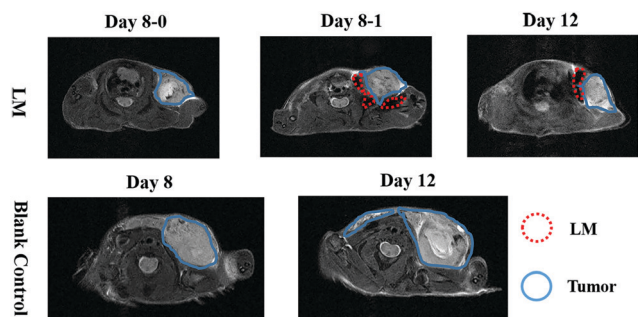 Day 8-0
Day 8-1
Day 12
LM
Day 8
Day 12
Blank Control
LM
Tumor